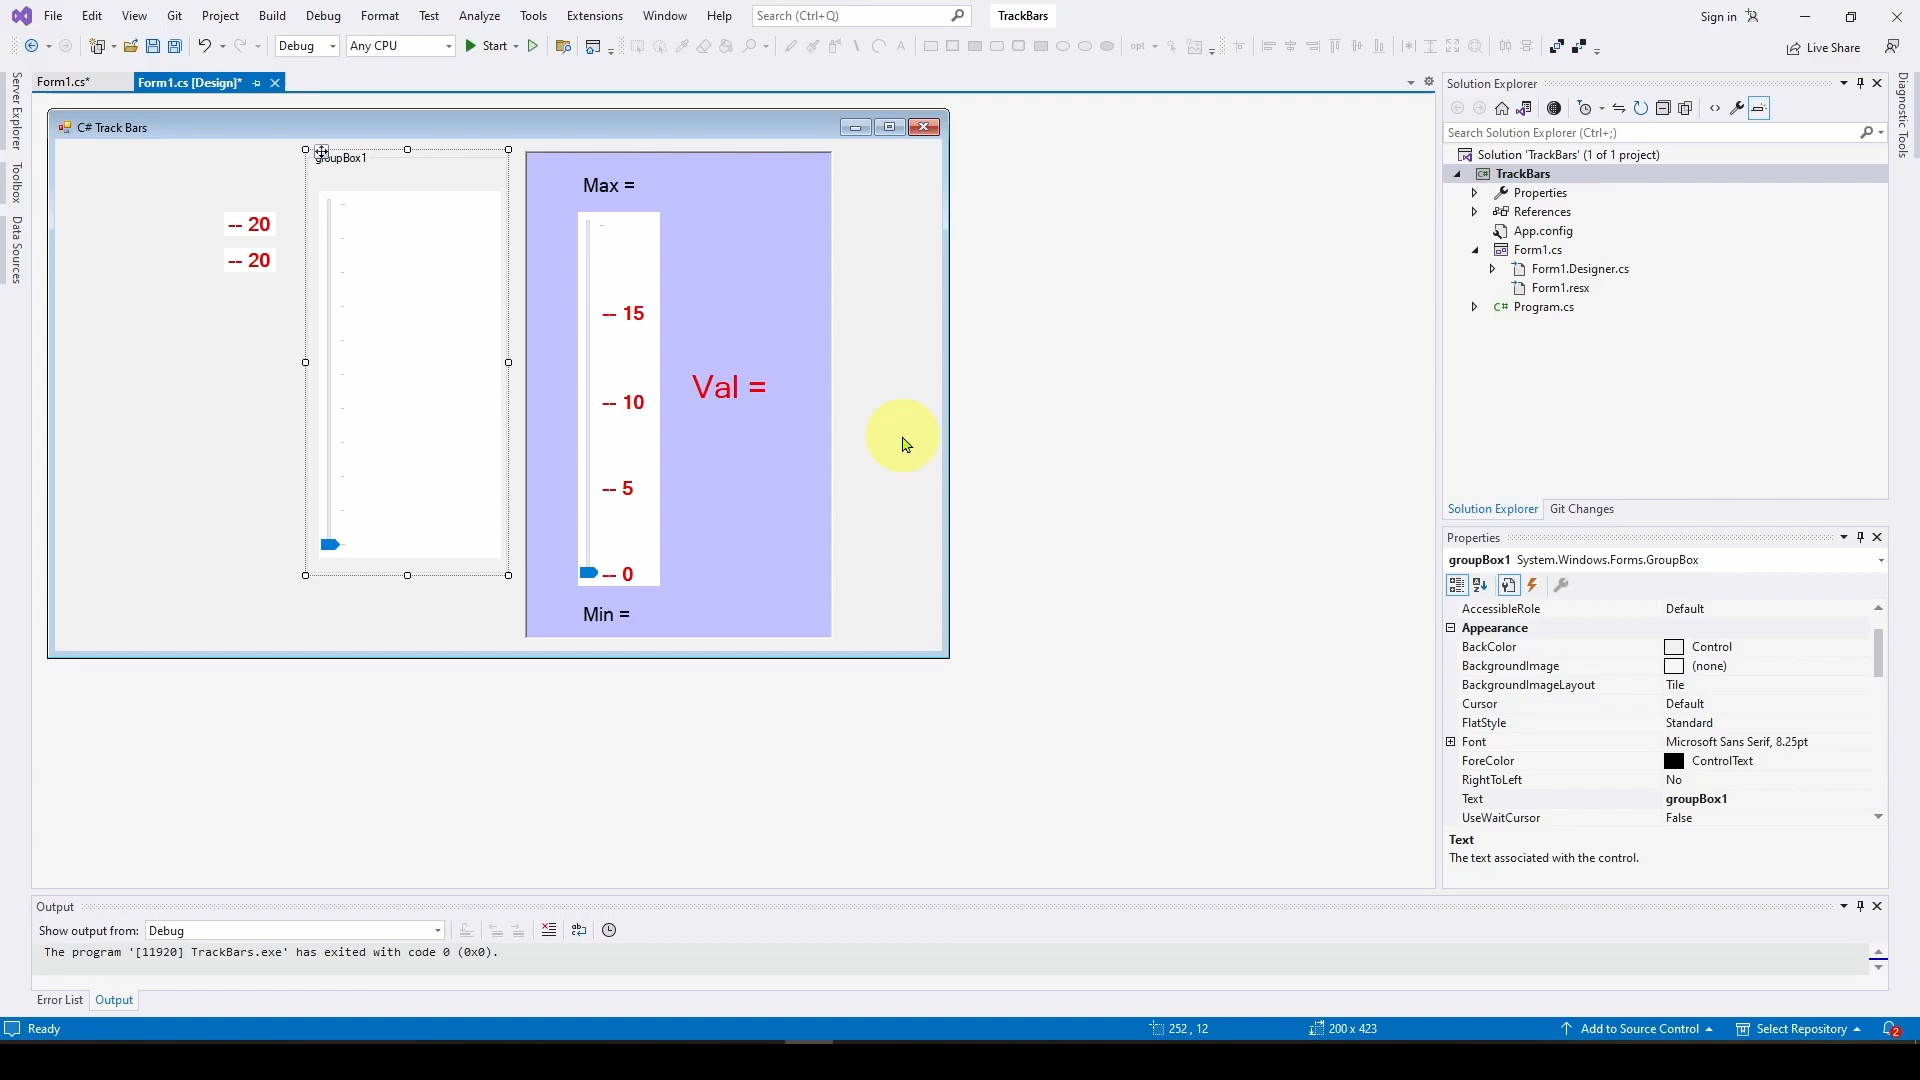 File Edit View Git Project Build Debug Format Test Analyze Tools Extensions Window Help Search (Ctrl+Q) TrackBars Sign in
Debug Any CPU Start opt Live Share
Server Explorer
Toolbox
Data Sources
Form1.cs* Form1.cs [Design]*
C# Track Bars
groupBox1
-- 20
-- 20
Max =
-- 15
-- 10
-- 5
-- 0
Min =
Val =
Solution Explorer
Search Solution Explorer (Ctrl+;)
Solution 'TrackBars' (1 of 1 project)
C# TrackBars
Properties
References
App.config
Form1.cs
Form1.Designer.cs
Form1.resx
C# Program.cs
Solution Explorer Git Changes
Diagnostic Tools
Properties
groupBox1 System.Windows.Forms.GroupBox
AccessibleRole Default
Appearance
BackColor Control
BackgroundImage (none)
BackgroundImageLayout Tile
Cursor Default
FlatStyle Standard
Font Microsoft Sans Serif, 8.25pt
ForeColor ControlText
RightToLeft No
Text groupBox1
UseWaitCursor False
Text
The text associated with the control.
Output
Show output from: Debug
The program '[11920] TrackBars.exe' has exited with code 0 (0x0).
Error List Output
Ready 252 , 12 200 x 423 Add to Source Control Select Repository 2